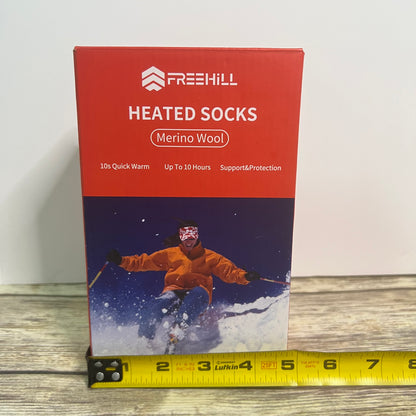 FREEHiLL
HEATED SOCKS
Merino Wool
10s Quick Warm Up To 10 Hours Support&Protection
1 2 3 Lufkin 4 5 6 7 8